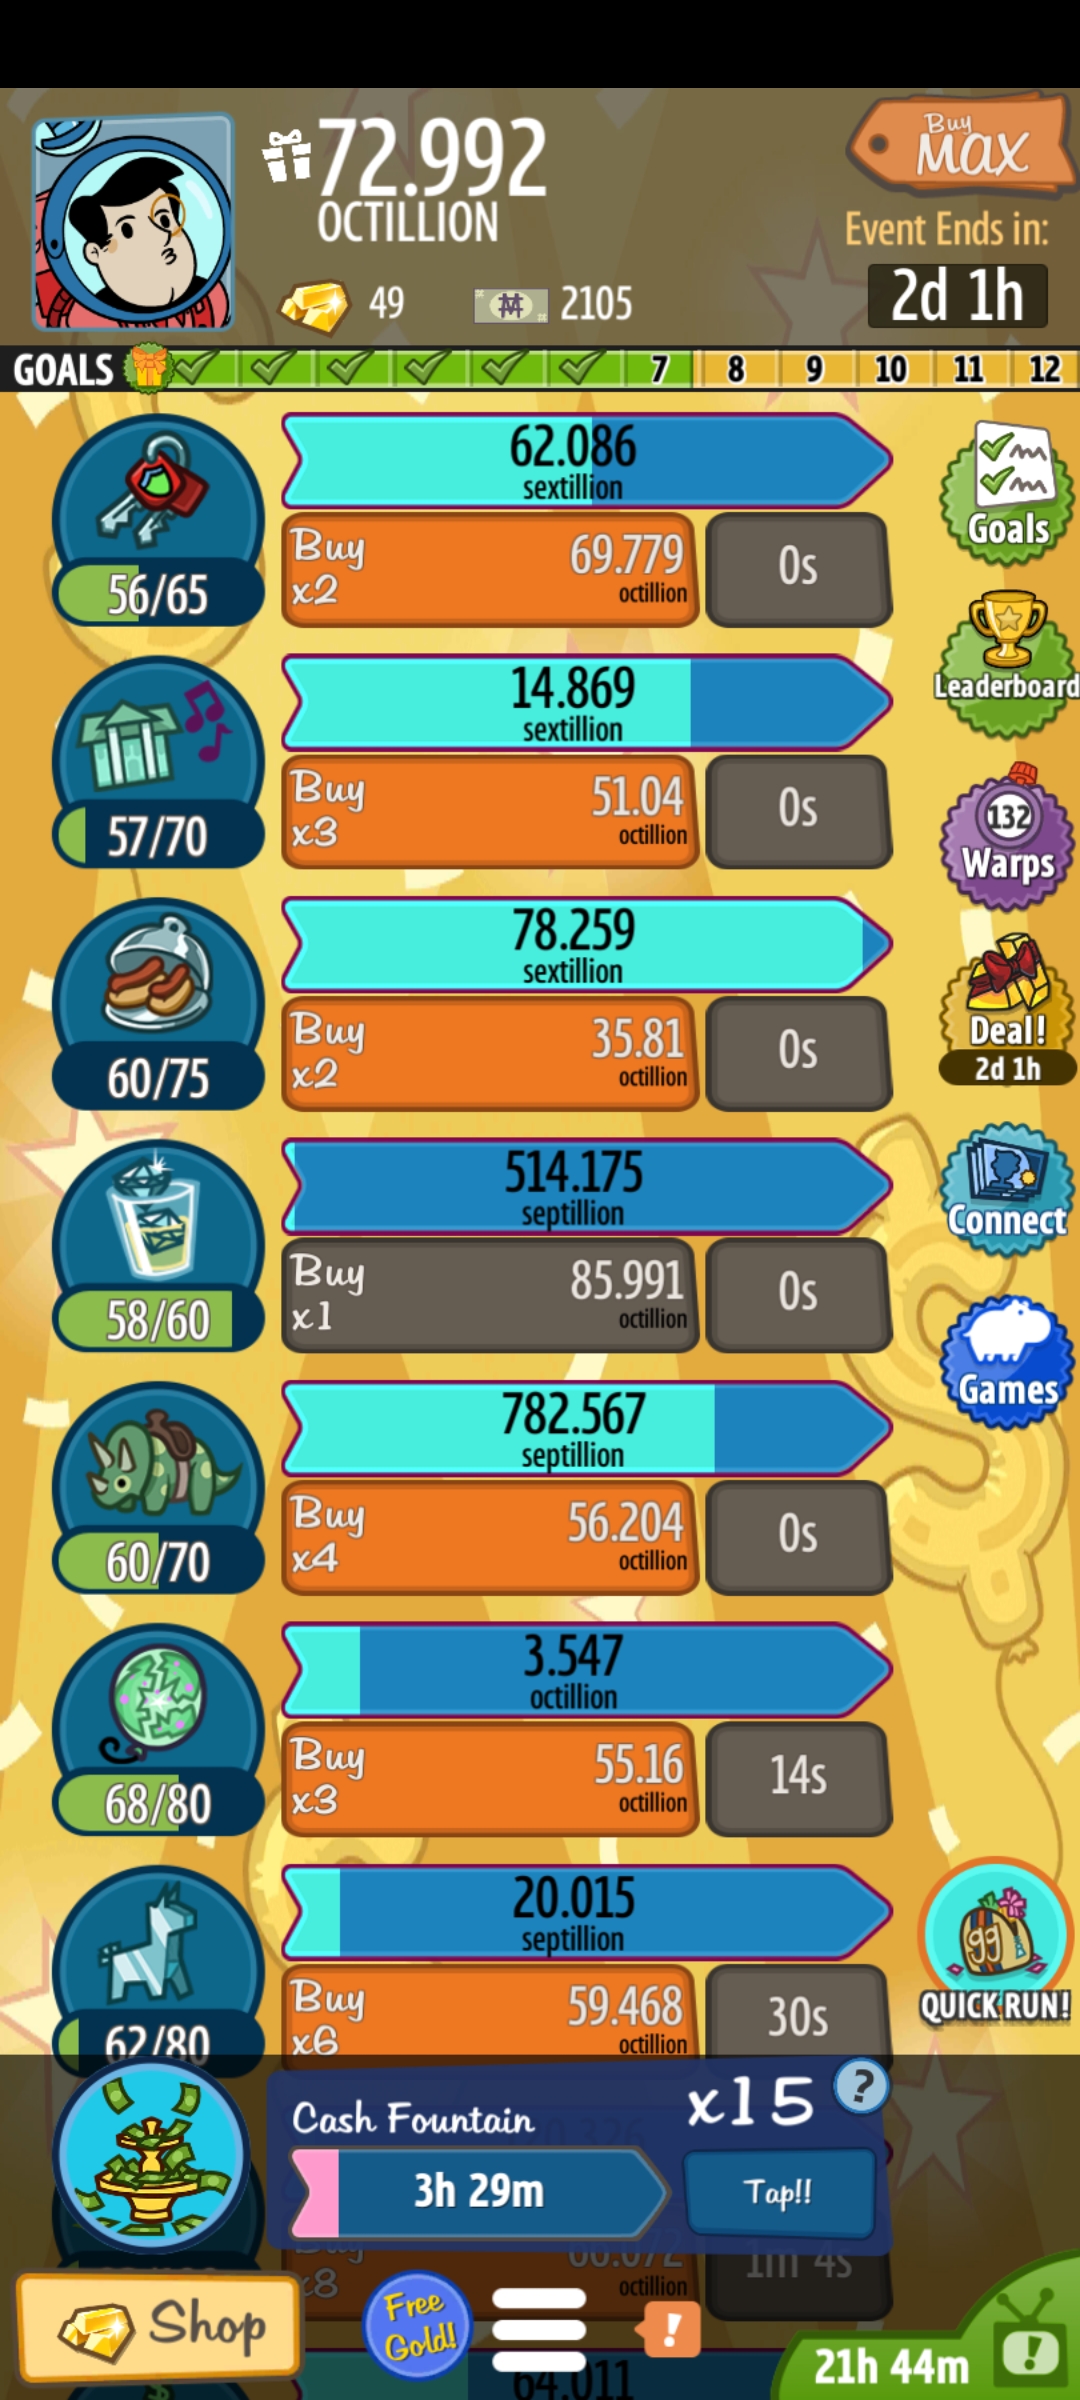 72.992
OCTILLION
Buy
MAX
Event Ends in:
2d 1h
49
2105
GOALS
7 8 9 10 11 12
62.086
sextillion
Buy
x2
69.779
octillion
0s
56/65
Goals
14.869
sextillion
Buy
x3
51.04
octillion
0s
57/70
Leaderboard
78.259
sextillion
Buy
x2
35.81
octillion
0s
60/75
132
Warps
Deal!
2d 1h
514.175
septillion
Buy
x1
85.991
octillion
0s
58/60
Connect
782.567
septillion
Buy
x4
56.204
octillion
0s
60/70
Games
3.547
octillion
Buy
x3
55.16
octillion
14s
68/80
20.015
septillion
Buy
x6
59.468
octillion
30s
62/80
gg
QUICK RUN!
Cash Fountain
x15
?
3h 29m
Tap!!
Buy
x8
66.072
octillion
1m 4s
Shop
Free
Gold!
!
21h 44m
!
64.011